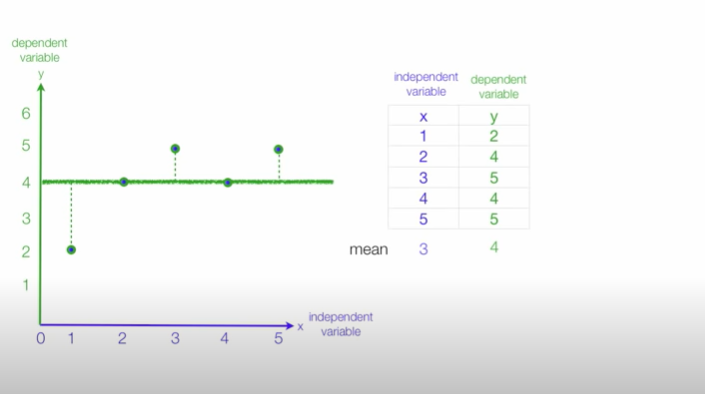 dependent
variable
y
6
5
4
3
2
1
0 1 2 3 4 5
x
independent
variable
independent variable
dependent variable
x y
1 2
2 4
3 5
4 4
5 5
mean 3 4